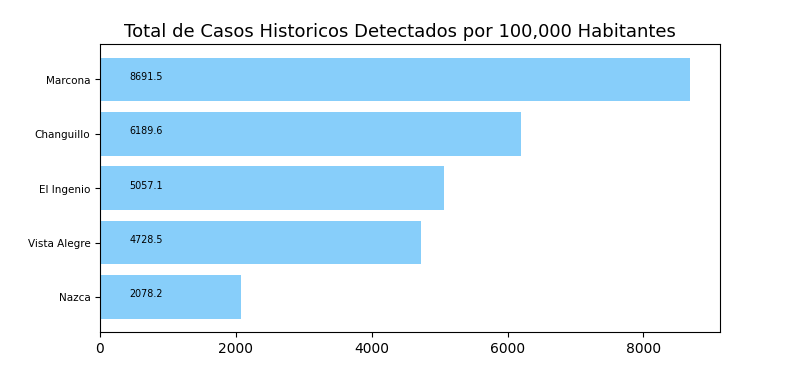 Total de Casos Historicos Detectados por 100,000 Habitantes
Marcona 8691.5
Changuillo 6189.6
El Ingenio 5057.1
Vista Alegre 4728.5
Nazca 2078.2
0 2000 4000 6000 8000